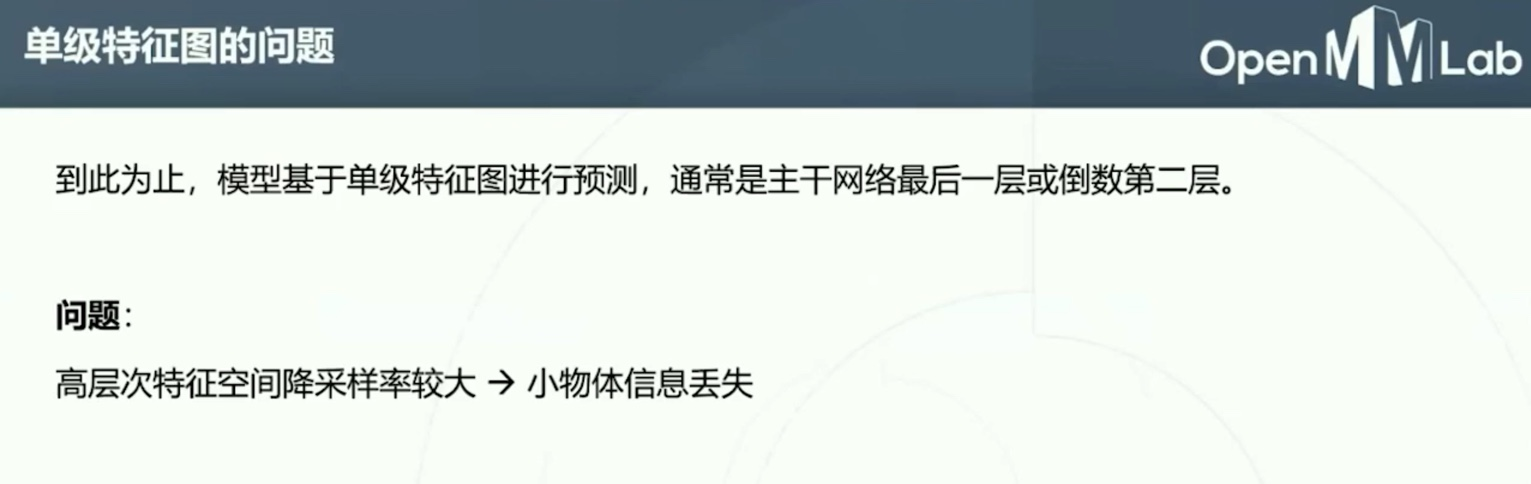 单级特征图的问题
OpenMMLab
到此为止，模型基于单级特征图进行预测，通常是主干网络最后一层或倒数第二层。
问题：
高层次特征空间降采样率较大 → 小物体信息丢失